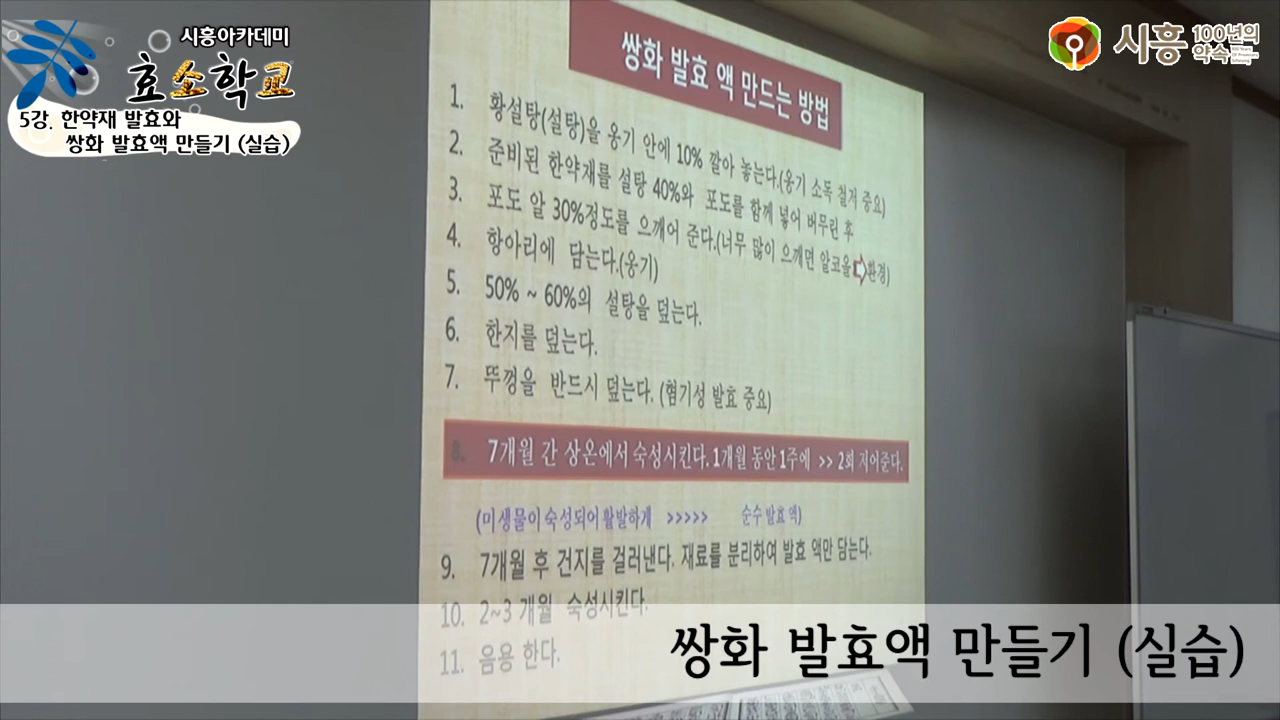 시흥아카데미
효소학교
5강. 한약재 발효와
쌍화 발효액 만들기 (실습)
시흥 100년의 약속
쌍화 발효 액 만드는 방법
1. 황설탕(설탕)을 옹기 안에 10% 깔아 놓는다.(옹기 소독 철저 중요)
2. 준비된 한약재를 설탕 40%와 포도를 함께 넣어 버무린 후
3. 포도 알 30%정도를 으깨어 준다.(너무 많이 으깨면 알코올⇨환경)
4. 항아리에 담는다.(옹기)
5. 50% ~ 60%의 설탕을 덮는다.
6. 한지를 덮는다.
7. 뚜껑을 반드시 덮는다. (혐기성 발효 중요)
8. 7개월 간 상온에서 숙성시킨다. 1개월 동안 1주에 >> 2회 저어준다.
(미생물이 숙성되어 활발하게 >>>>> 순수 발효 액)
9. 7개월 후 건지를 걸러낸다. 재료를 분리하여 발효 액만 담는다.
10. 2~3 개월 숙성시킨다.
11. 음용 한다.
쌍화 발효액 만들기 (실습)